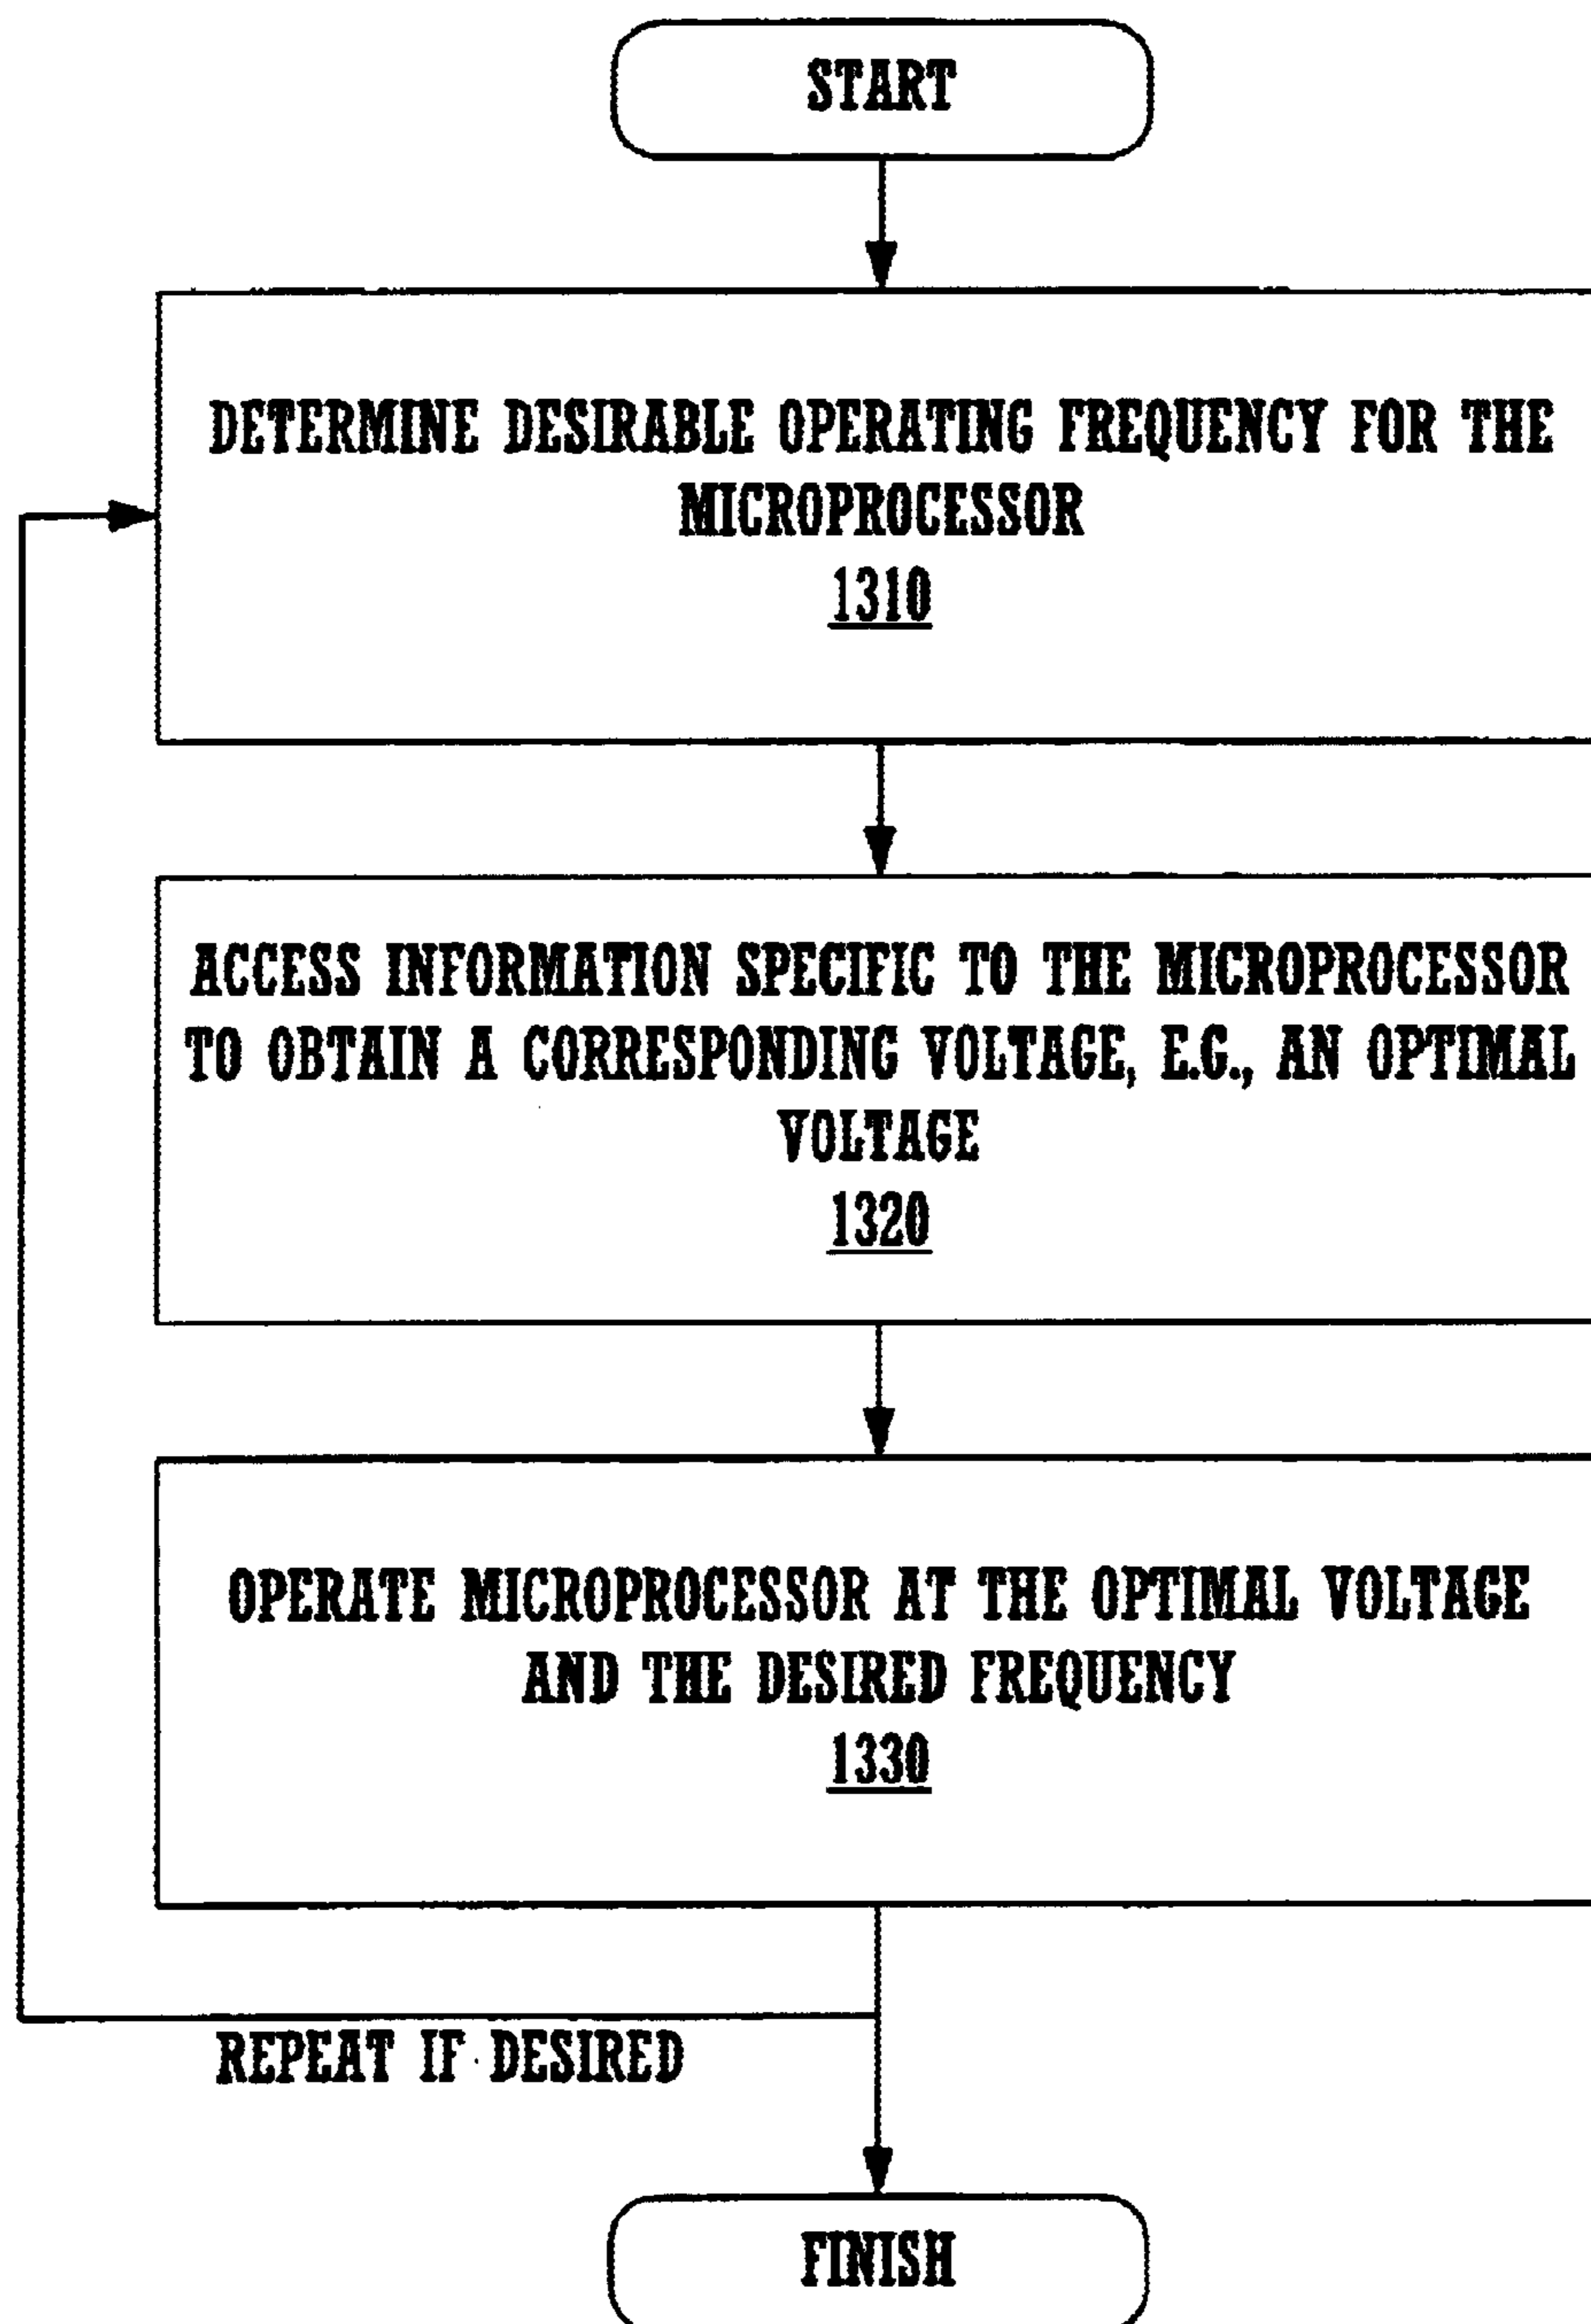 START
DETERMINE DESIRABLE OPERATING FREQUENCY FOR THE
MICROPROCESSOR
1310
ACCESS INFORMATION SPECIFIC TO THE MICROPROCESSOR
TO OBTAIN A CORRESPONDING VOLTAGE, E.G., AN OPTIMAL
VOLTAGE
1320
OPERATE MICROPROCESSOR AT THE OPTIMAL VOLTAGE
AND THE DESIRED FREQUENCY
1330
REPEAT IF DESIRED
FINISH